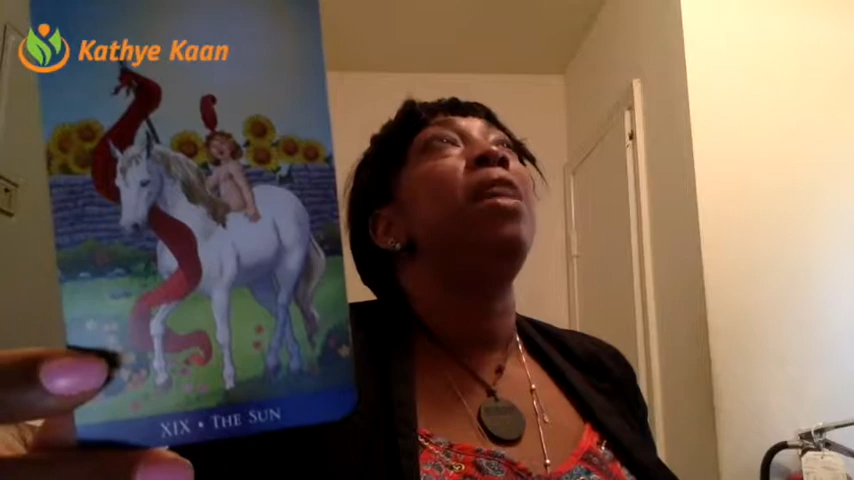 Kathye Kaan
XIX • THE SUN